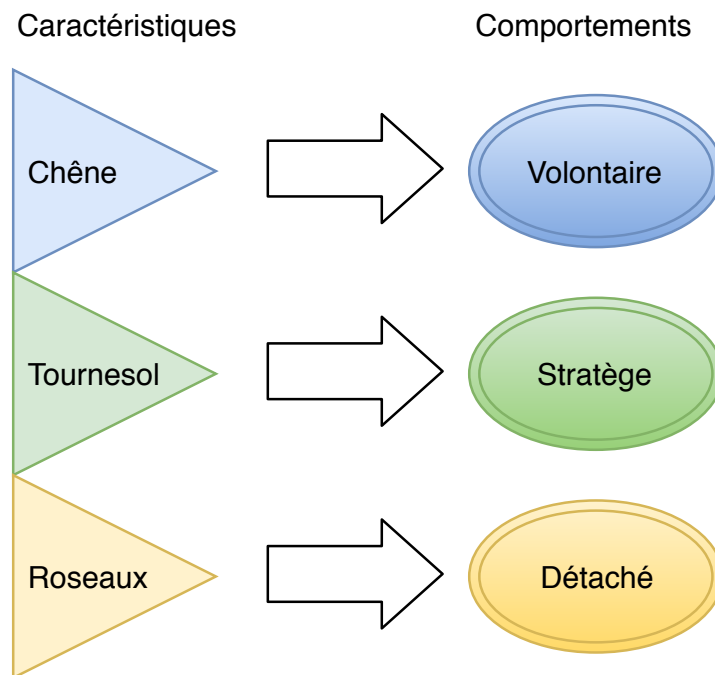 Caractéristiques
Comportements
Chêne
Volontaire
Tournesol
Stratège
Roseaux
Détaché